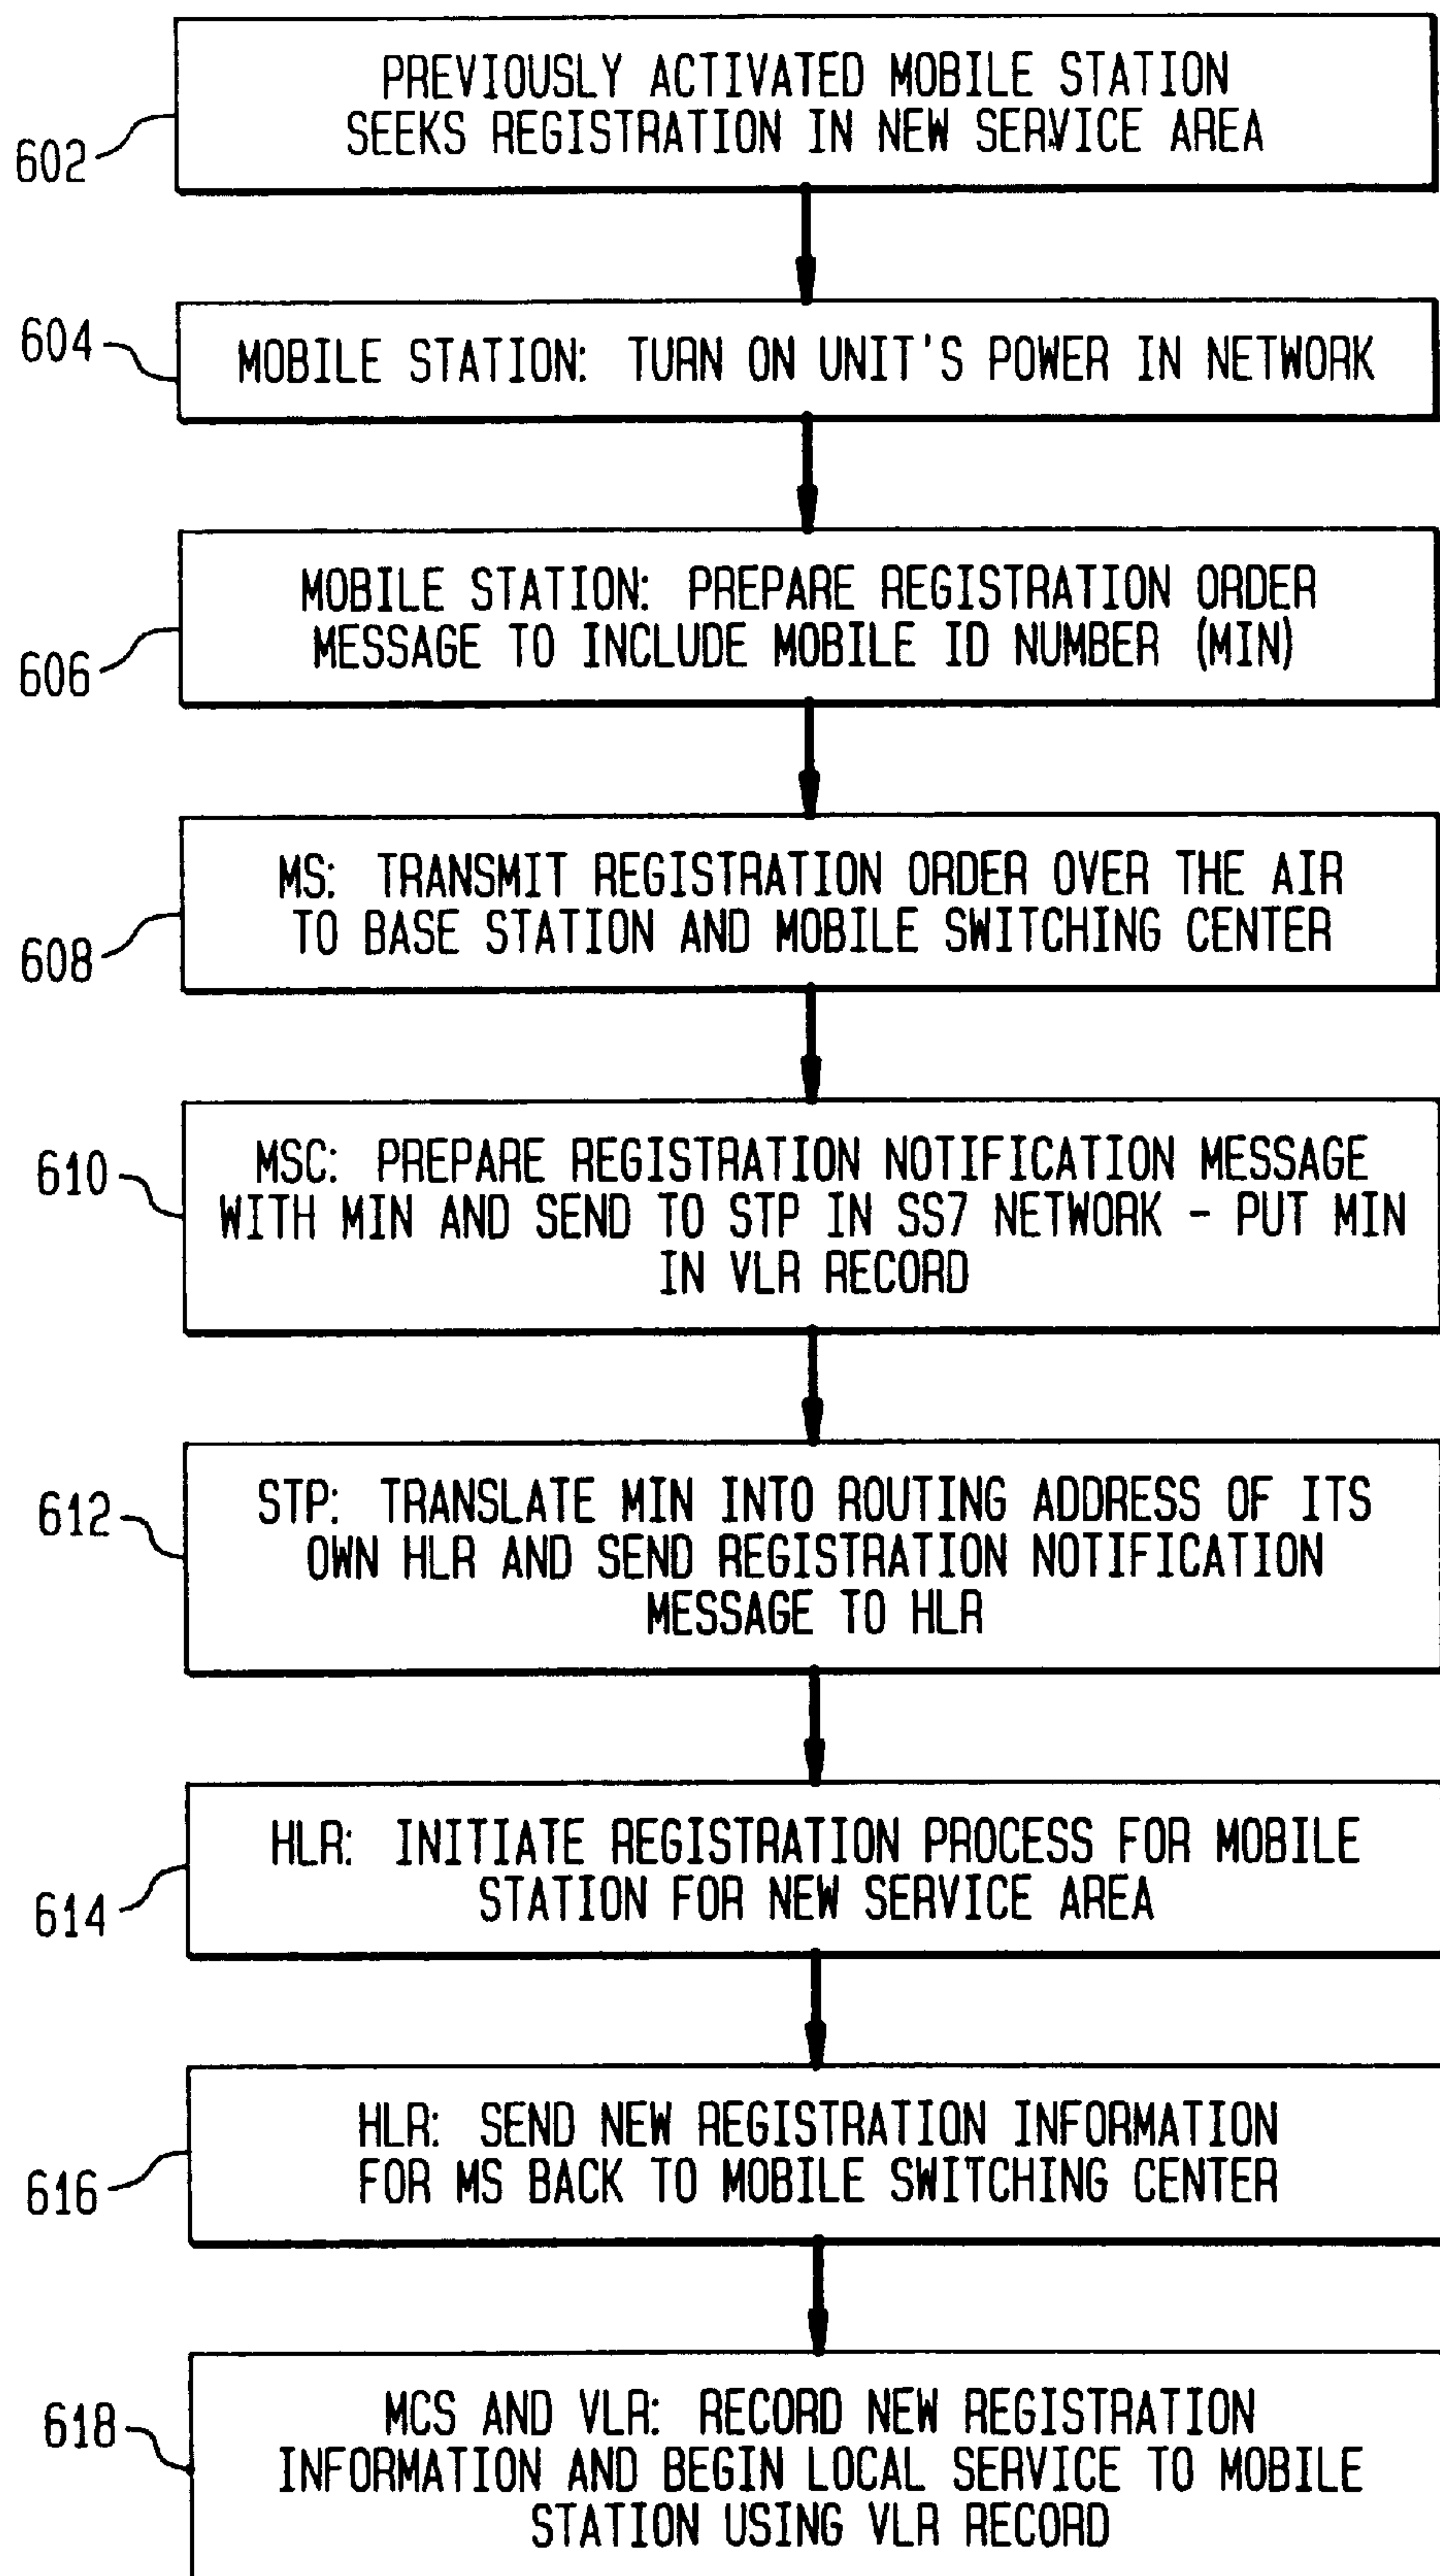 PREVIOUSLY ACTIVATED MOBILE STATION
SEEKS REGISTRATION IN NEW SERVICE AREA
602
604
MOBILE STATION: TURN ON UNIT'S POWER IN NETWORK
MOBILE STATION: PREPARE REGISTRATION ORDER
MESSAGE TO INCLUDE MOBILE ID NUMBER (MIN)
606
MS: TRANSMIT REGISTRATION ORDER OVER THE AIR
TO BASE STATION AND MOBILE SWITCHING CENTER
608
610
MSC: PREPARE REGISTRATION NOTIFICATION MESSAGE
WITH MIN AND SEND TO STP IN SS7 NETWORK - PUT MIN
IN VLR RECORD
612
STP: TRANSLATE MIN INTO ROUTING ADDRESS OF ITS
OWN HLR AND SEND REGISTRATION NOTIFICATION
MESSAGE TO HLR
HLR: INITIATE REGISTRATION PROCESS FOR MOBILE
STATION FOR NEW SERVICE AREA
614
HLR: SEND NEW REGISTRATION INFORMATION
FOR MS BACK TO MOBILE SWITCHING CENTER
616
618
MCS AND VLR: RECORD NEW REGISTRATION
INFORMATION AND BEGIN LOCAL SERVICE TO MOBILE
STATION USING VLR RECORD